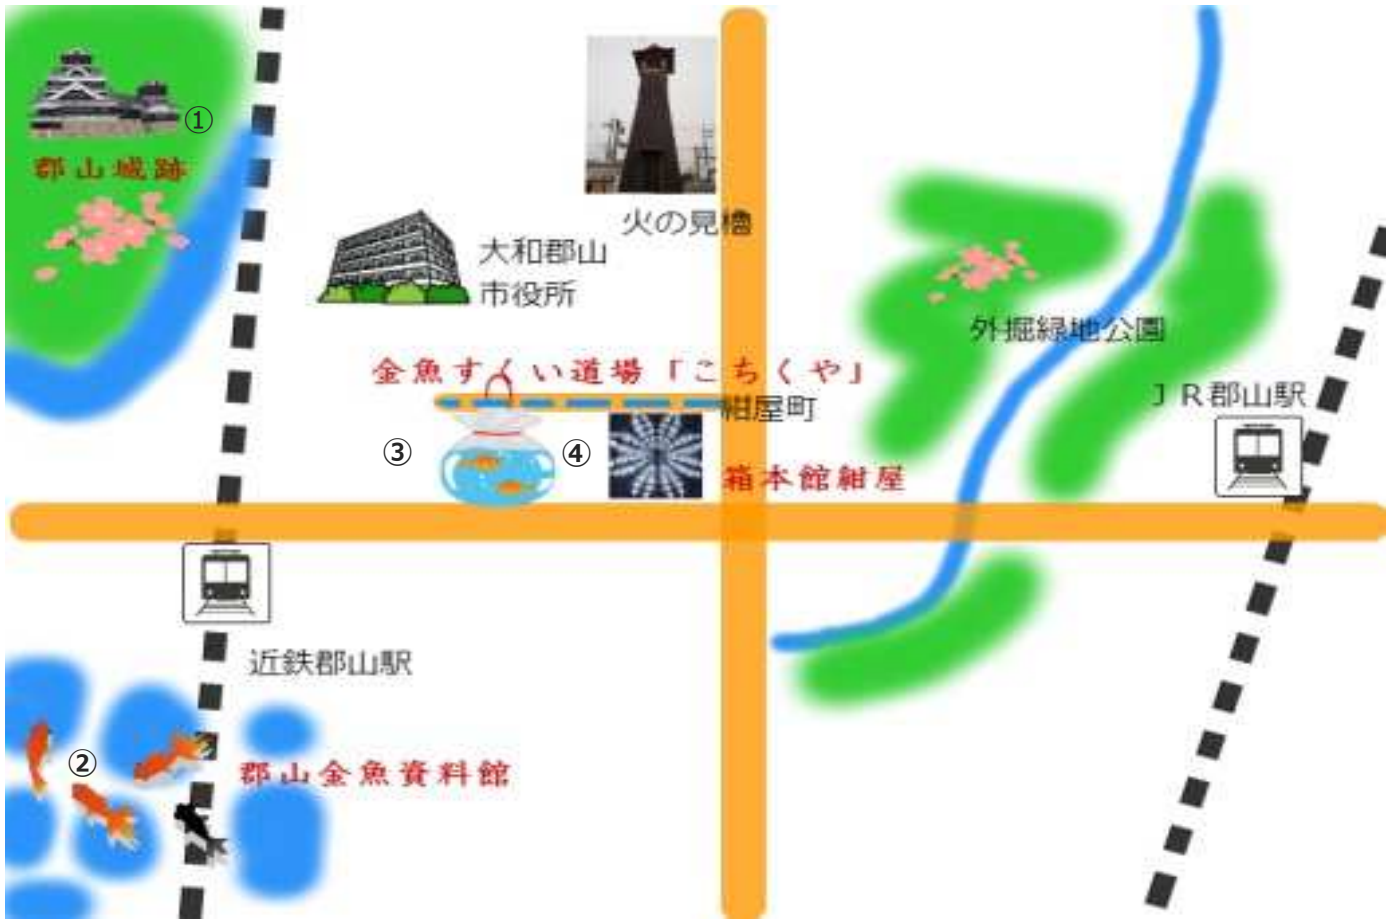 ①
郡山城跡
火の見櫓
大和郡山
市役所
外掘緑地公園
金魚すくい道場「こちくや」
紺屋町
JR郡山駅
③
④
箱本館紺屋
近鉄郡山駅
②
郡山金魚資料館